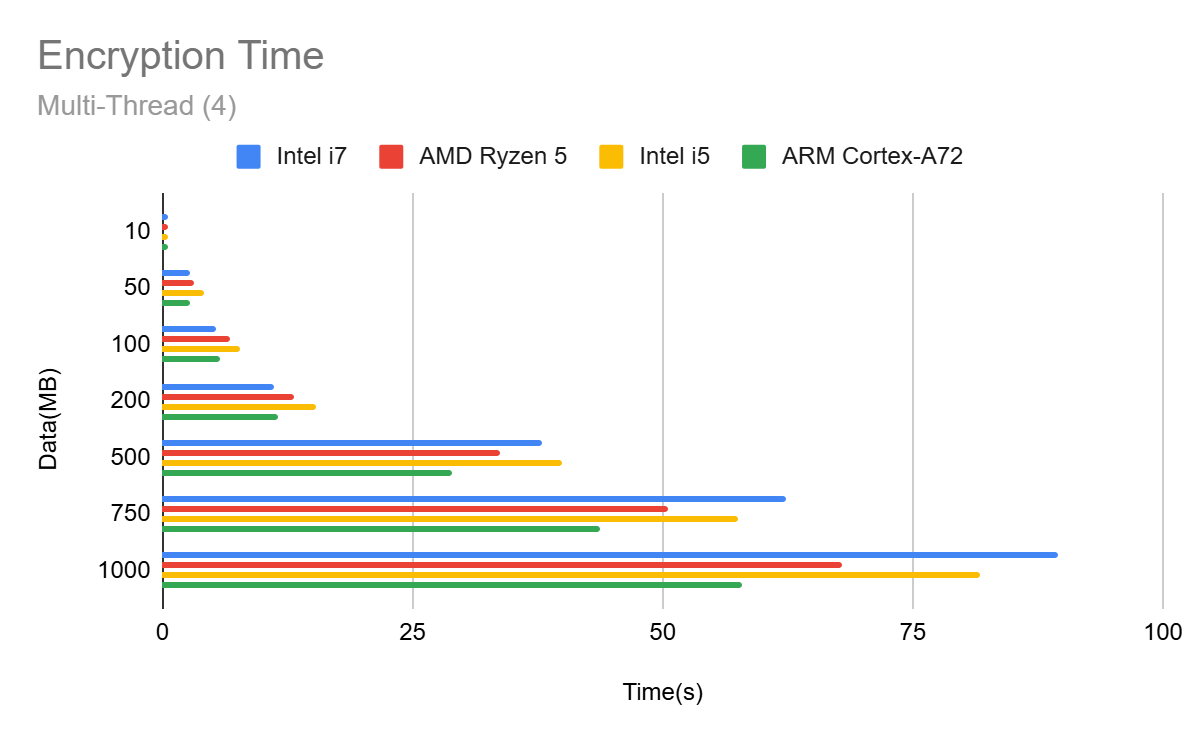 Encryption Time
Multi-Thread (4)
Intel i7 AMD Ryzen 5 Intel i5 ARM Cortex-A72
Data(MB)
10
50
100
200
500
750
1000
0 25 50 75 100
Time(s)